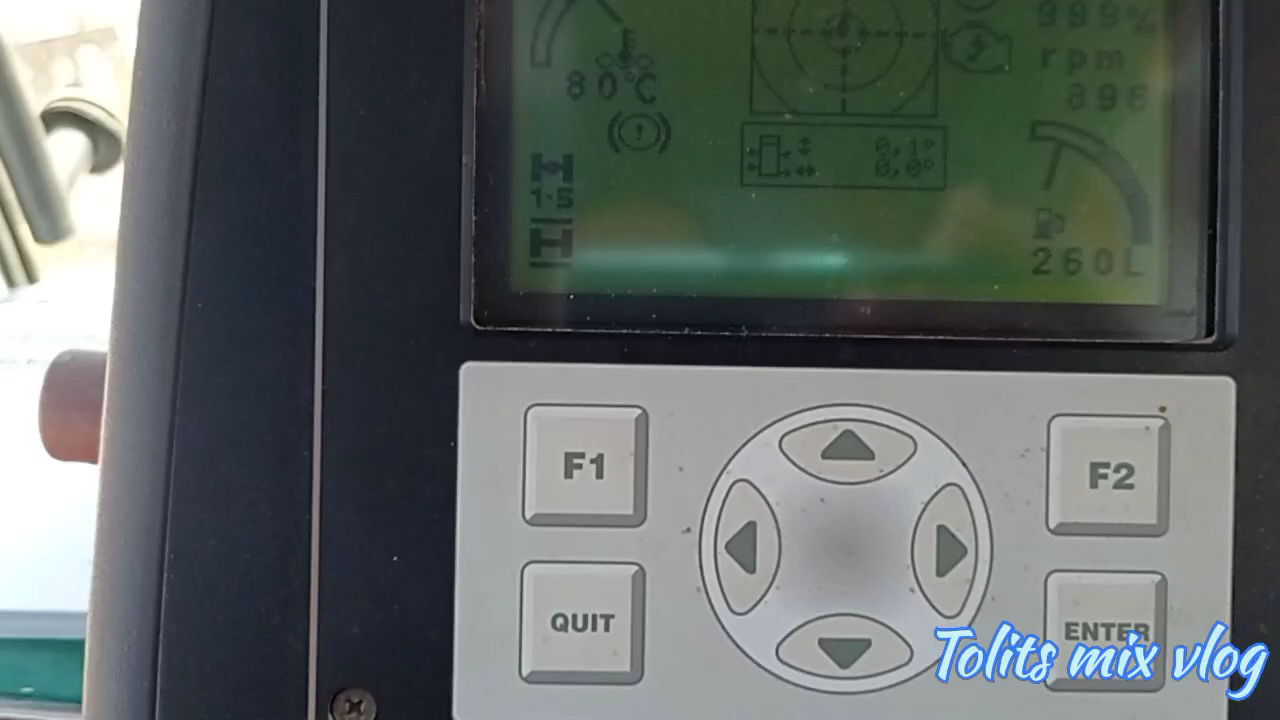 999%
rpm
896
80°C
0,1°
0,0°
1·5
260L
F1
F2
QUIT
ENTER
Tolits mix vlog